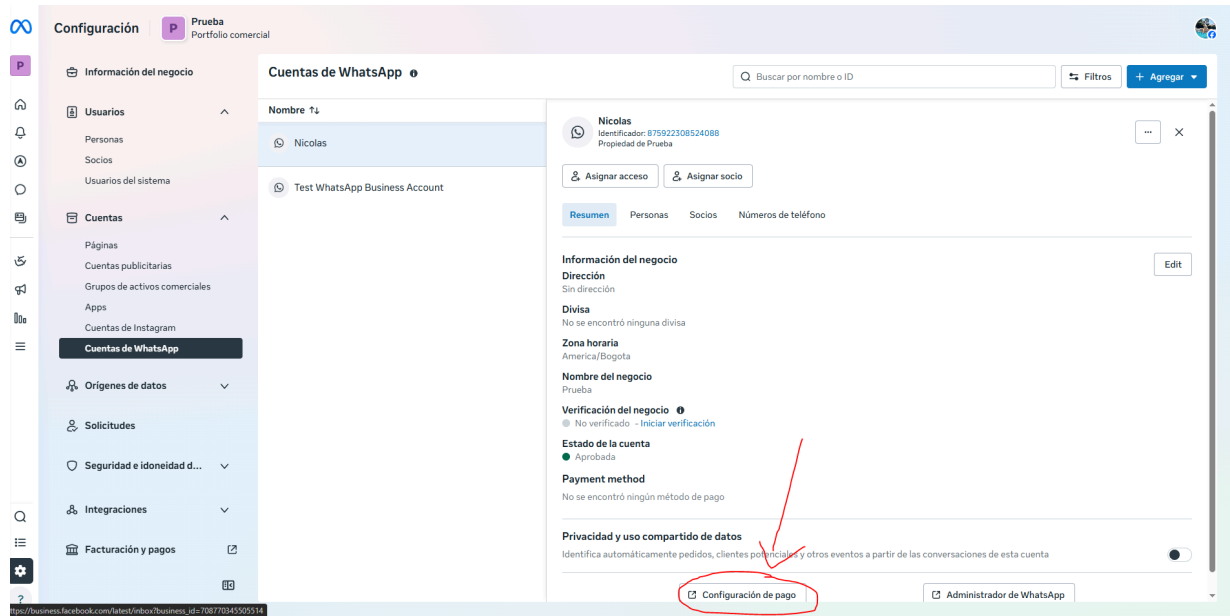 Configuración
P
Prueba
Portfolio comercial
P
Información del negocio
Usuarios
Personas
Socios
Usuarios del sistema
Cuentas
Páginas
Cuentas publicitarias
Grupos de activos comerciales
Apps
Cuentas de Instagram
Cuentas de WhatsApp
Orígenes de datos
Solicitudes
Seguridad e idoneidad d...
Integraciones
Facturación y pagos
?
ttps://business.facebook.com/latest/inbox?business_id=708770345505514
Cuentas de WhatsApp
Buscar por nombre o ID
Filtros
+ Agregar
Nombre ↑↓
Nicolas
Test WhatsApp Business Account
Nicolas
Identificador: 875922308524088
Propiedad de Prueba
...
Asignar acceso
Asignar socio
Resumen
Personas
Socios
Números de teléfono
Información del negocio
Edit
Dirección
Sin dirección
Divisa
No se encontró ninguna divisa
Zona horaria
America/Bogota
Nombre del negocio
Prueba
Verificación del negocio
No verificado - Iniciar verificación
Estado de la cuenta
Aprobada
Payment method
No se encontró ningún método de pago
Privacidad y uso compartido de datos
Identifica automáticamente pedidos, clientes potenciales y otros eventos a partir de las conversaciones de esta cuenta
Configuración de pago
Administrador de WhatsApp